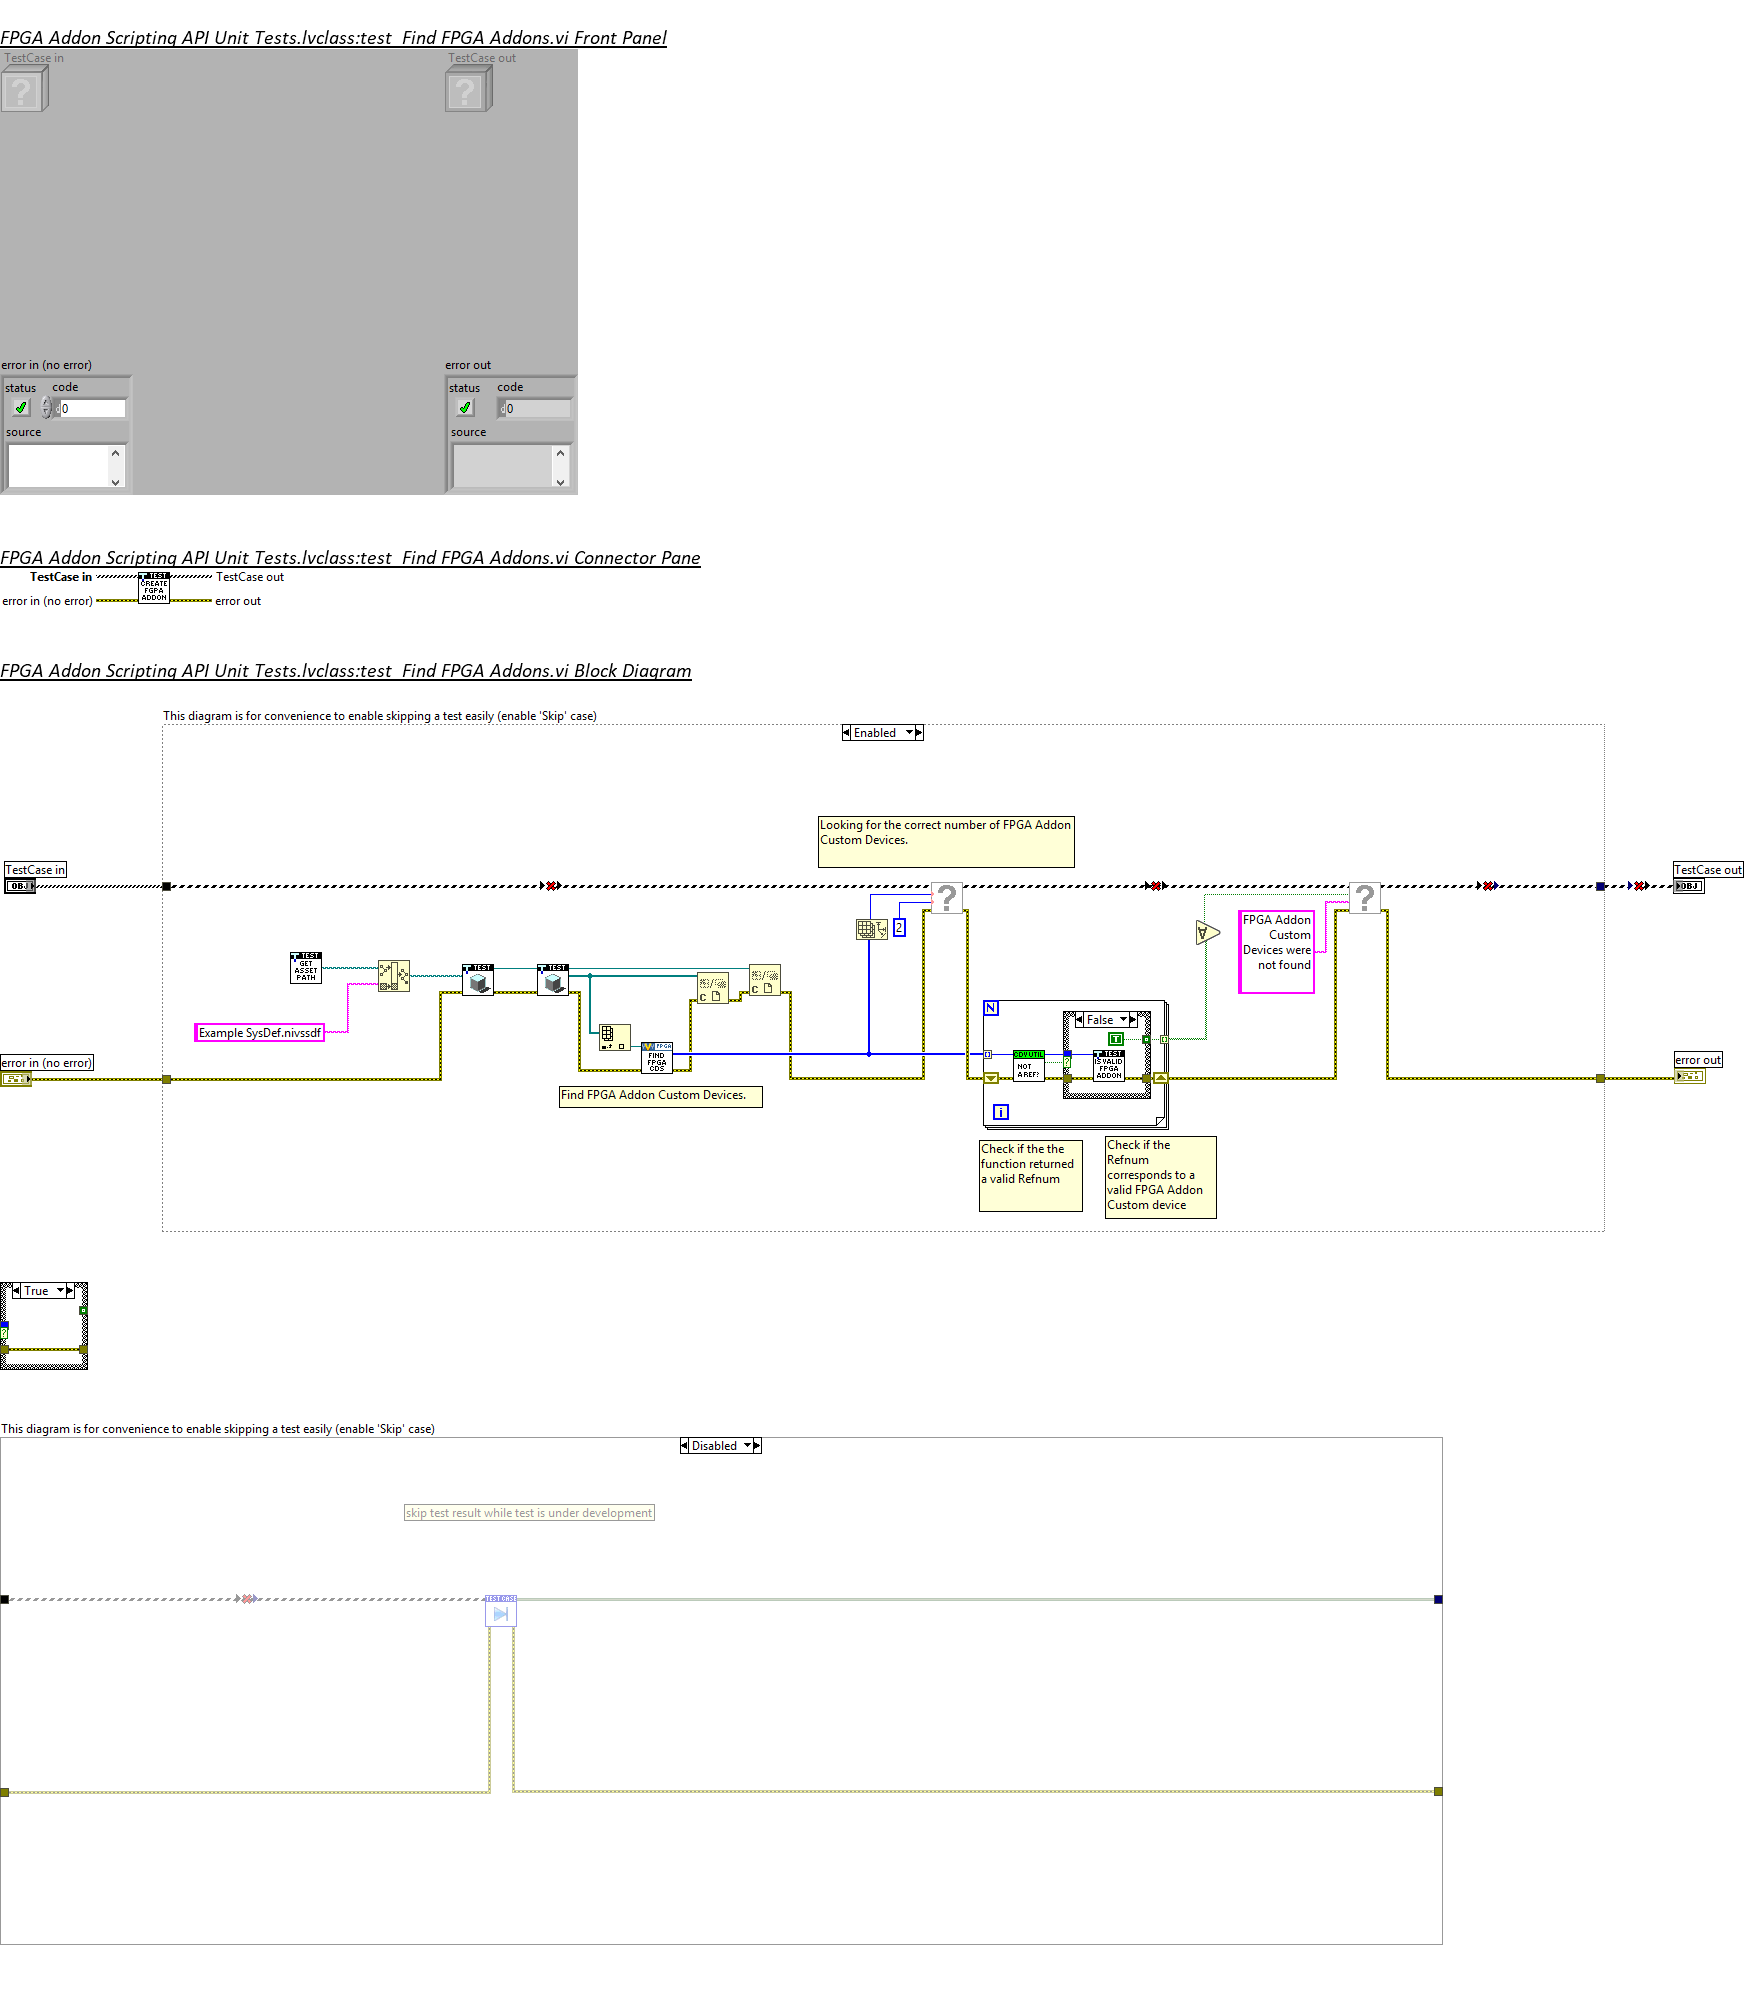 FPGA Addon Scripting API Unit Tests.lvclass:test_Find FPGA Addons.vi Front Panel
TestCase in
TestCase out
?
?
error in (no error)
error out
status
code
status
code
d
0
d
0
source
source
FPGA Addon Scripting API Unit Tests.lvclass:test_Find FPGA Addons.vi Connector Pane
TestCase in
TEST
CREATE
FGPA
ADDON
TestCase out
error in (no error)
error out
FPGA Addon Scripting API Unit Tests.lvclass:test_Find FPGA Addons.vi Block Diagram
This diagram is for convenience to enable skipping a test easily (enable 'Skip' case)
Enabled
Looking for the correct number of FPGA Addon
Custom Devices.
TestCase in
OBJ
TestCase out
OBJ
?
?
2
FPGA Addon
Custom
Devices were
not found
TEST
GET
ASSET
PATH
TEST
TEST
C
C
Example SysDef.nivssdf
N
False
T
FPGA
FIND
FPGA
CDS
CDV UTIL
NOT
A REF?
?
TEST
IS VALID
FPGA
ADDON
error in (no error)
error out
Find FPGA Addon Custom Devices.
i
Check if the the
function returned
a valid Refnum
Check if the
Refnum
corresponds to a
valid FPGA Addon
Custom device
True
?
This diagram is for convenience to enable skipping a test easily (enable 'Skip' case)
Disabled
skip test result while test is under development
TEST CASE